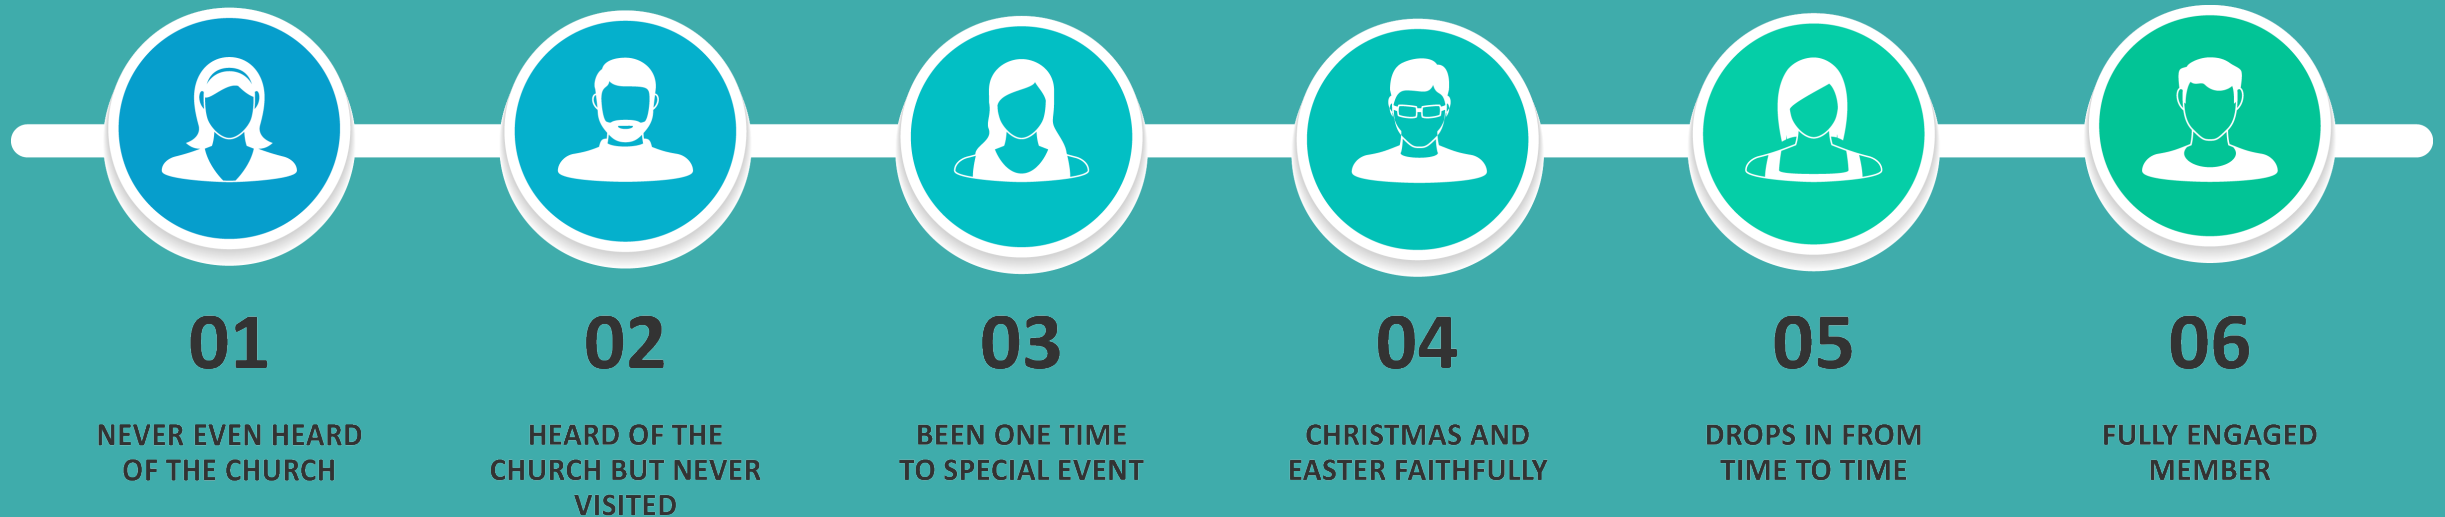 01
NEVER EVEN HEARD
OF THE CHURCH
02
HEARD OF THE
CHURCH BUT NEVER
VISITED
03
BEEN ONE TIME
TO SPECIAL EVENT
04
CHRISTMAS AND
EASTER FAITHFULLY
05
DROPS IN FROM
TIME TO TIME
06
FULLY ENGAGED
MEMBER